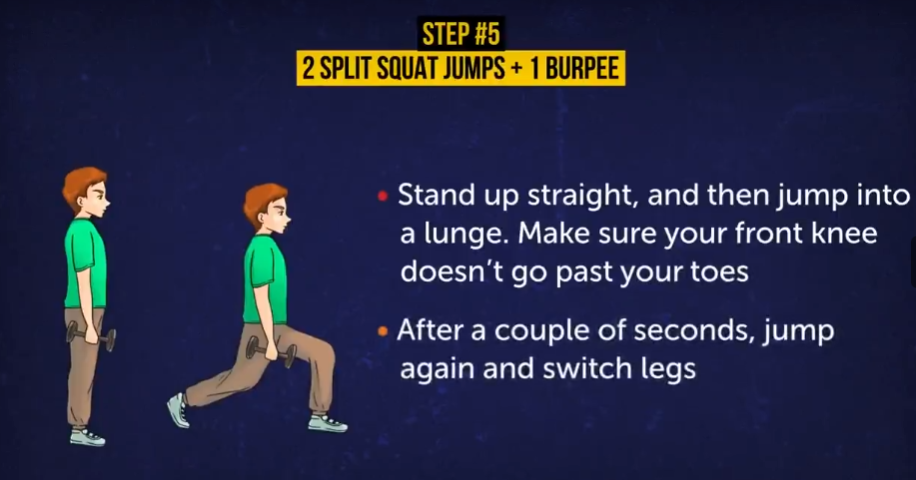 STEP #5
2 SPLIT SQUAT JUMPS + 1 BURPEE
• Stand up straight, and then jump into
a lunge. Make sure your front knee
doesn't go past your toes
• After a couple of seconds, jump
again and switch legs